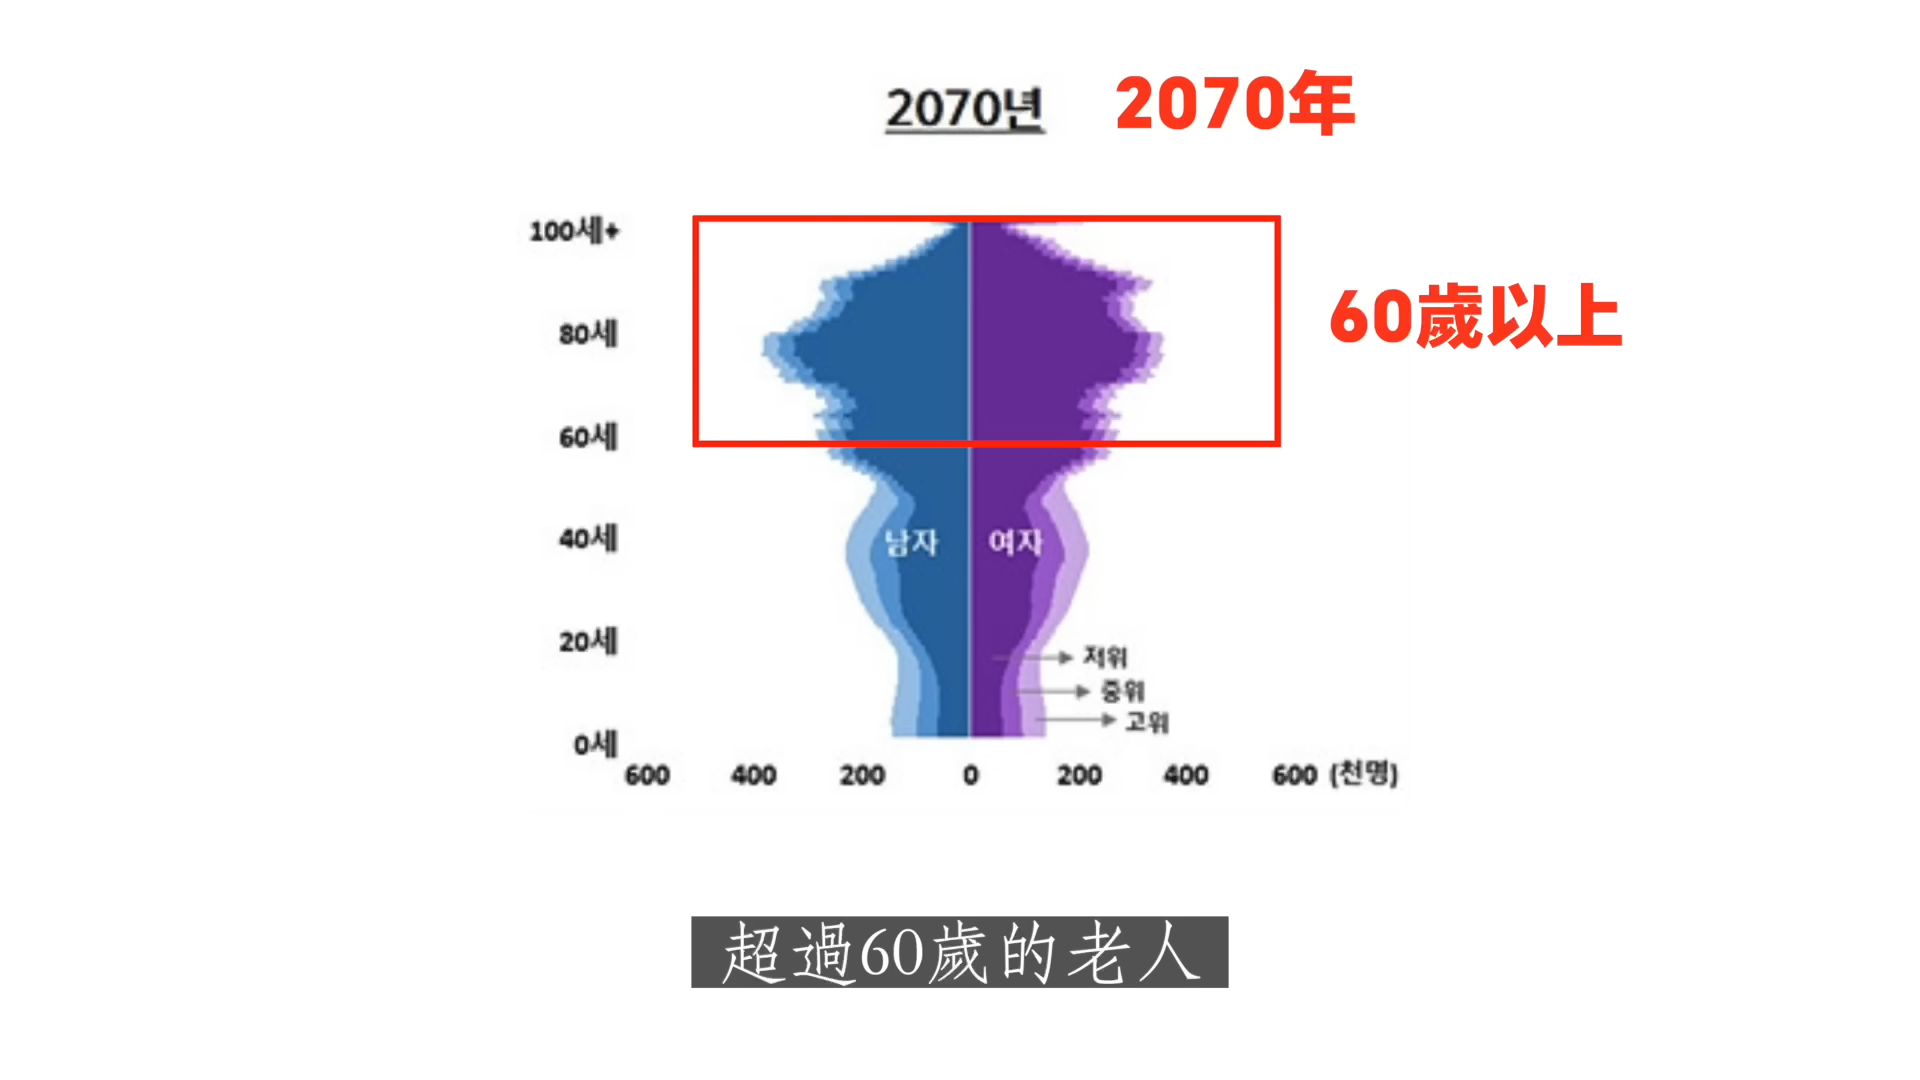 2070년
2070年
100세+
60歲以上
80세
60세
40세
남자
여자
20세
저위
중위
고위
0세
600 400 200 0 200 400 600 (천명)
超過60歲的老人